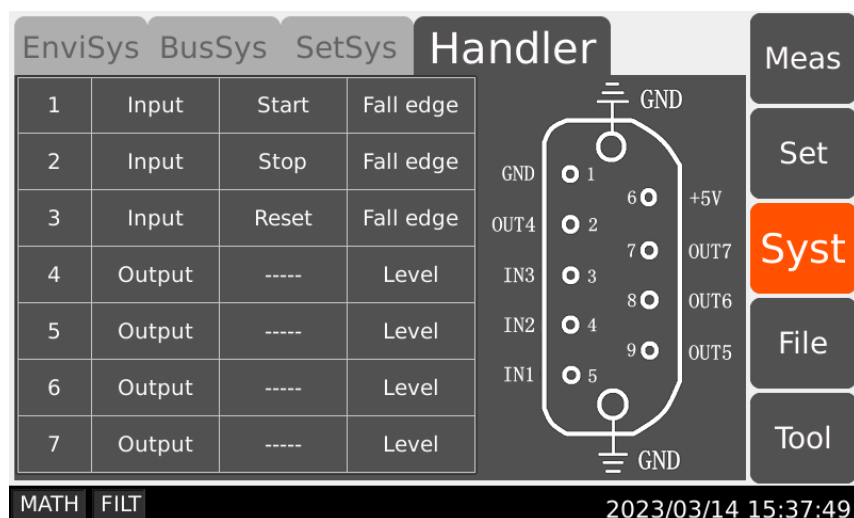 EnviSys BusSys SetSys Handler
1 Input Start Fall edge
2 Input Stop Fall edge
3 Input Reset Fall edge
4 Output ----- Level
5 Output ----- Level
6 Output ----- Level
7 Output ----- Level
GND
GND 1
6 +5V
OUT4 2
7 OUT7
IN3 3
8 OUT6
IN2 4
9 OUT5
IN1 5
GND
Meas
Set
Syst
File
Tool
MATH FILT 2023/03/14 15:37:49